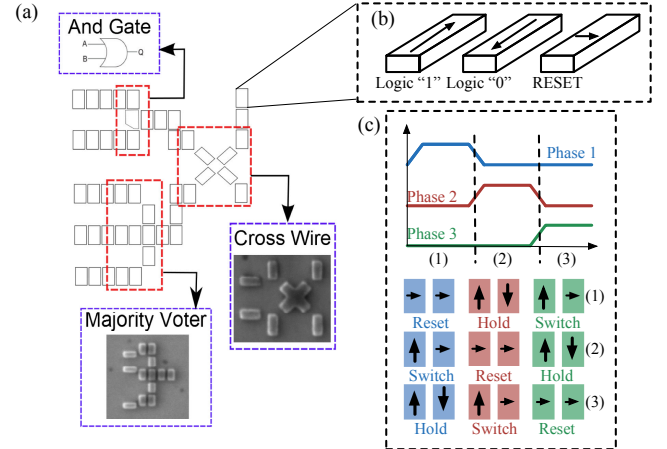 (a)
And Gate
A
B
Q
Cross Wire
Majority Voter
(b)
Logic “1” Logic “0” RESET
(c)
Phase 1
Phase 2
Phase 3
(1) (2) (3)
(1)
Reset Hold Switch
(2)
Switch Reset Hold
(3)
Hold Switch Reset